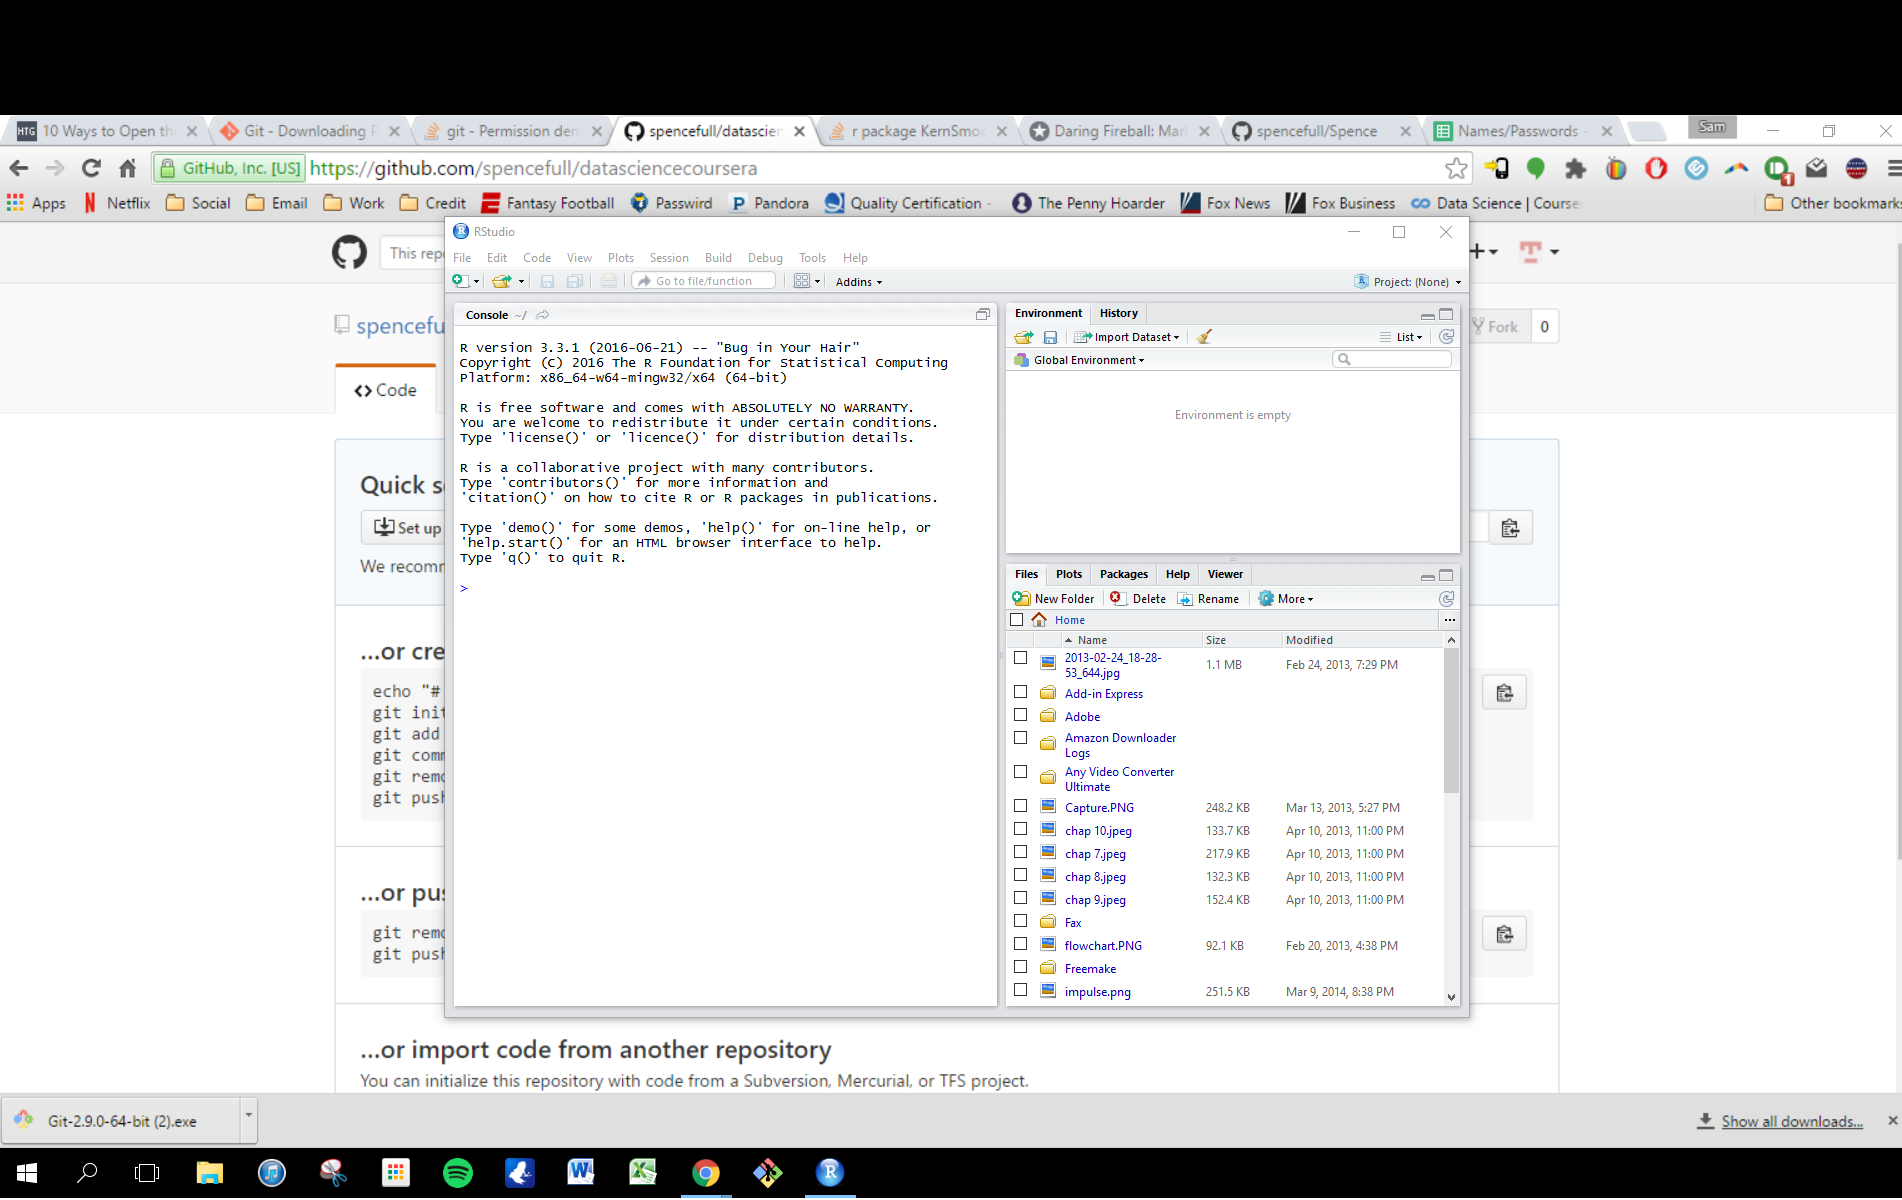 10 Ways to Open th
Git - Downloading P
git - Permission den
spencefull/datascien
r package KernSmoo
Daring Fireball: Mar
spencefull/Spence
Names/Passwords -
Sam
GitHub, Inc. [US]
https://github.com/spencefull/datasciencecoursera
1
Apps
Netflix
Social
Email
Work
Credit
Fantasy Football
Passwird
Pandora
Quality Certification -
The Penny Hoarder
Fox News
Fox Business
Data Science | Course
Other bookmarks
This rep
spencefu
Fork
0
Code
Quick s
Set up
We recomm
…or cre
echo "#
git init
git add
git comm
git remo
git push
…or pus
git remo
git push
…or import code from another repository
You can initialize this repository with code from a Subversion, Mercurial, or TFS project.
RStudio
File Edit Code View Plots Session Build Debug Tools Help
Go to file/function
Addins
Project: (None)
Console ~/
R version 3.3.1 (2016-06-21) -- "Bug in Your Hair"
Copyright (C) 2016 The R Foundation for Statistical Computing
Platform: x86_64-w64-mingw32/x64 (64-bit)
R is free software and comes with ABSOLUTELY NO WARRANTY.
You are welcome to redistribute it under certain conditions.
Type 'license()' or 'licence()' for distribution details.
R is a collaborative project with many contributors.
Type 'contributors()' for more information and
'citation()' on how to cite R or R packages in publications.
Type 'demo()' for some demos, 'help()' for on-line help, or
'help.start()' for an HTML browser interface to help.
Type 'q()' to quit R.
>
Environment History
Import Dataset
List
Global Environment
Environment is empty
Files Plots Packages Help Viewer
New Folder Delete Rename More
Home
...
Name Size Modified
2013-02-24_18-28-
53_644.jpg 1.1 MB Feb 24, 2013, 7:29 PM
Add-in Express
Adobe
Amazon Downloader
Logs
Any Video Converter
Ultimate
Capture.PNG 248.2 KB Mar 13, 2013, 5:27 PM
chap 10.jpeg 133.7 KB Apr 10, 2013, 11:00 PM
chap 7.jpeg 217.9 KB Apr 10, 2013, 11:00 PM
chap 8.jpeg 132.3 KB Apr 10, 2013, 11:00 PM
chap 9.jpeg 152.4 KB Apr 10, 2013, 11:00 PM
Fax
flowchart.PNG 92.1 KB Feb 20, 2013, 4:38 PM
Freemake
impulse.png 251.5 KB Mar 9, 2014, 8:38 PM
Git-2.9.0-64-bit (2).exe
Show all downloads...